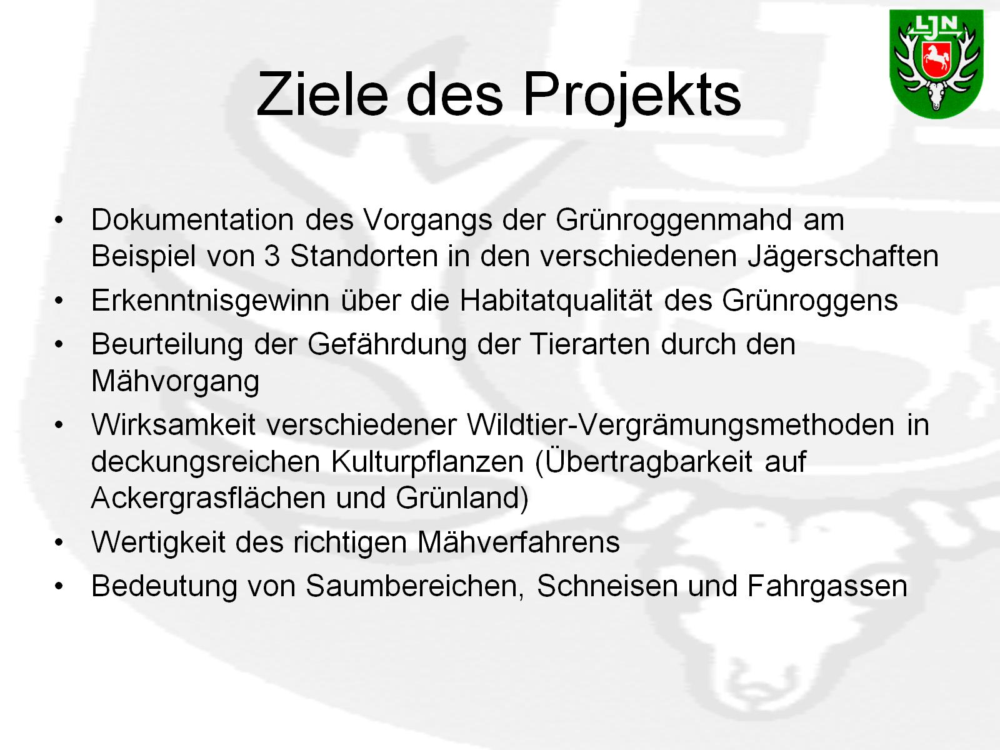 LJN
Ziele des Projekts
• Dokumentation des Vorgangs der Grünroggenmahd am
Beispiel von 3 Standorten in den verschiedenen Jägerschaften
• Erkenntnisgewinn über die Habitatqualität des Grünroggens
• Beurteilung der Gefährdung der Tierarten durch den
Mähvorgang
• Wirksamkeit verschiedener Wildtier-Vergrämungsmethoden in
deckungsreichen Kulturpflanzen (Übertragbarkeit auf
Ackergrasflächen und Grünland)
• Wertigkeit des richtigen Mähverfahrens
• Bedeutung von Saumbereichen, Schneisen und Fahrgassen